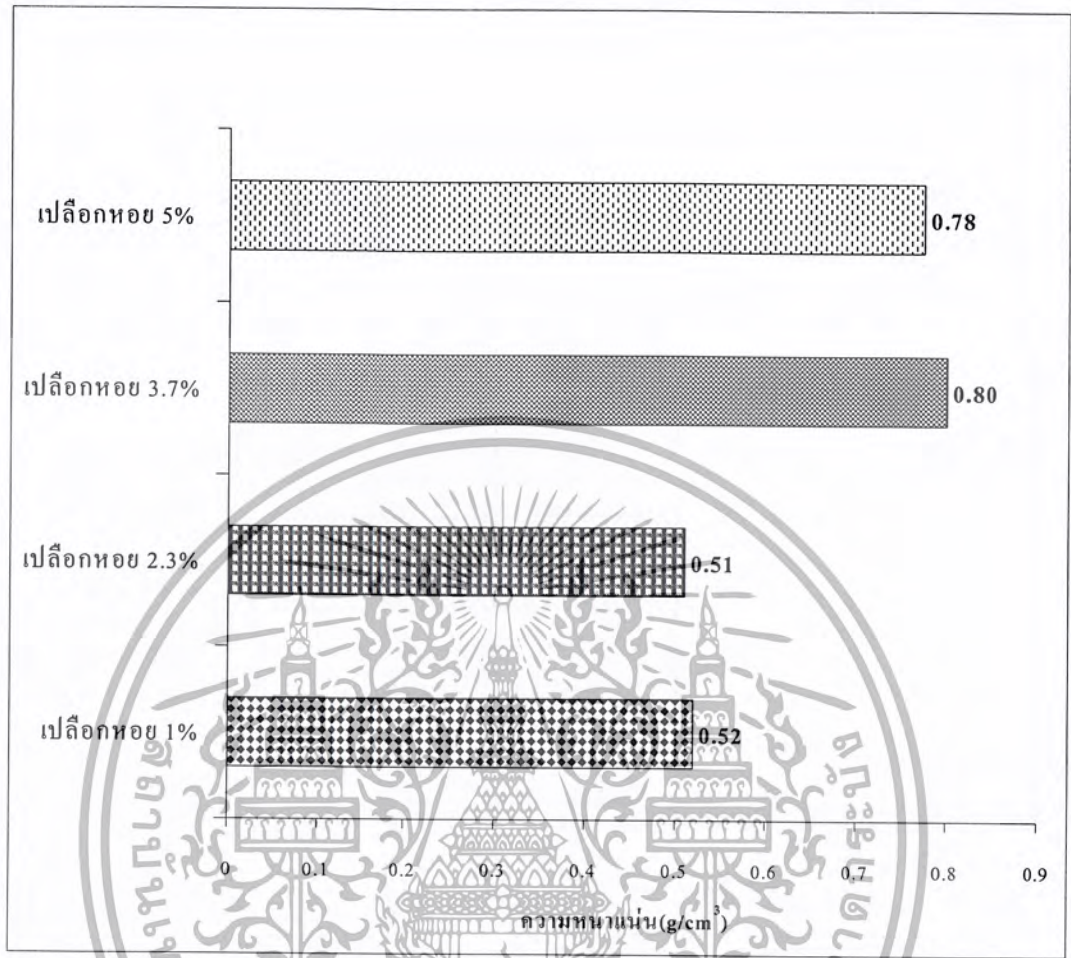 เปลือกหอย 5%
0.78
เปลือกหอย 3.7%
0.80
เปลือกหอย 2.3%
0.51
เปลือกหอย 1%
0.52
0 0.1 0.2 0.3 0.4 0.5 0.6 0.7 0.8 0.9
ความหนาแน่น(g/cm³)